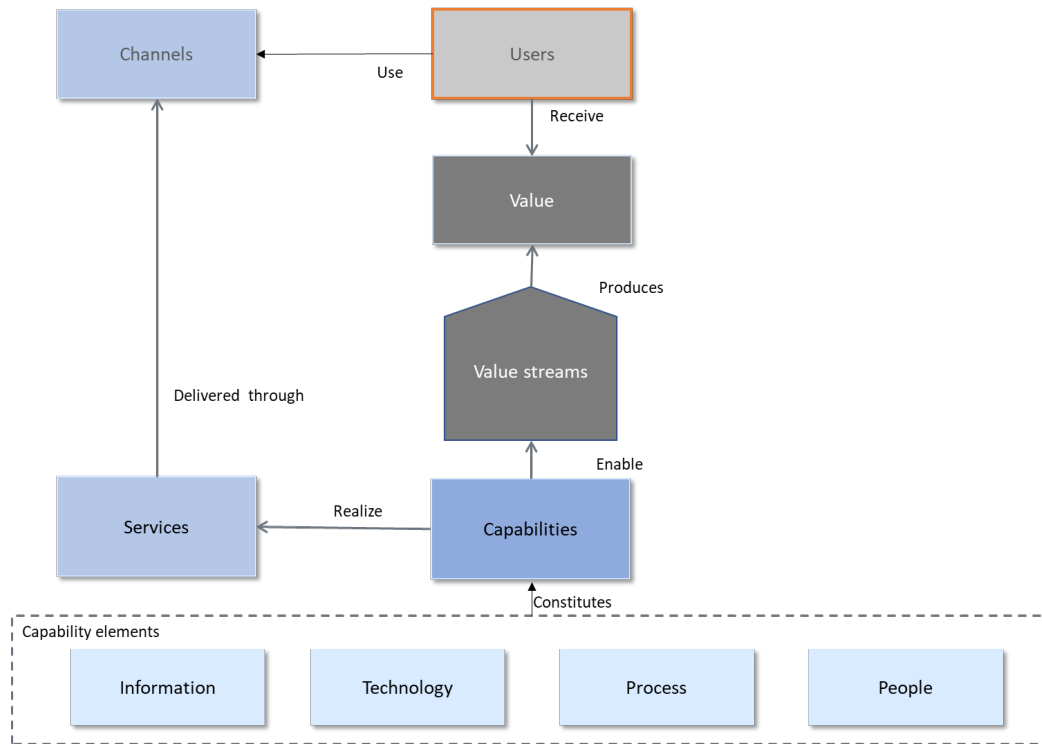 Channels
Users
Use
Receive
Value
Produces
Value streams
Delivered through
Enable
Services
Realize
Capabilities
Constitutes
Capability elements
Information
Technology
Process
People